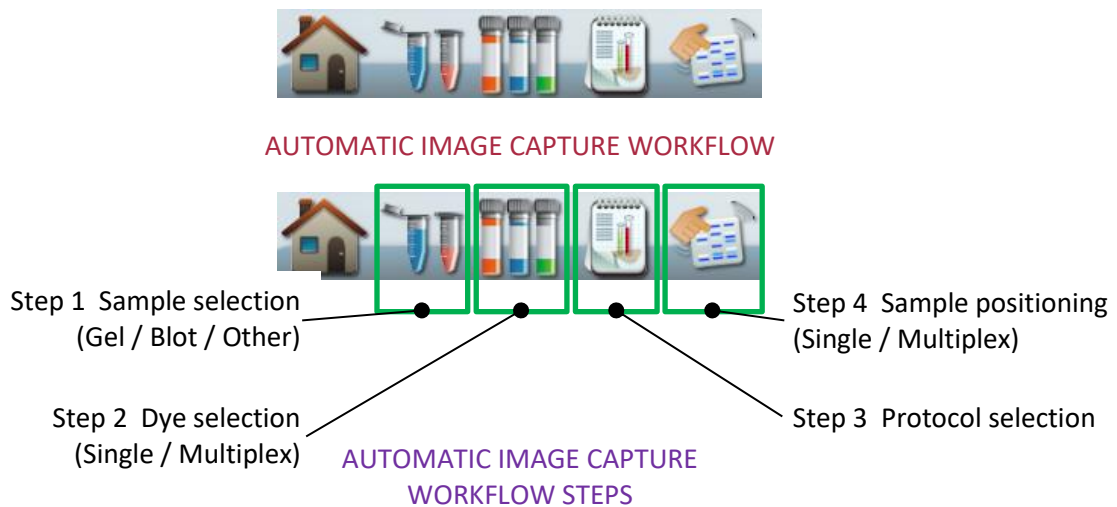 AUTOMATIC IMAGE CAPTURE WORKFLOW
Step 1 Sample selection
(Gel / Blot / Other)
Step 4 Sample positioning
(Single / Multiplex)
Step 2 Dye selection
(Single / Multiplex)
Step 3 Protocol selection
AUTOMATIC IMAGE CAPTURE
WORKFLOW STEPS